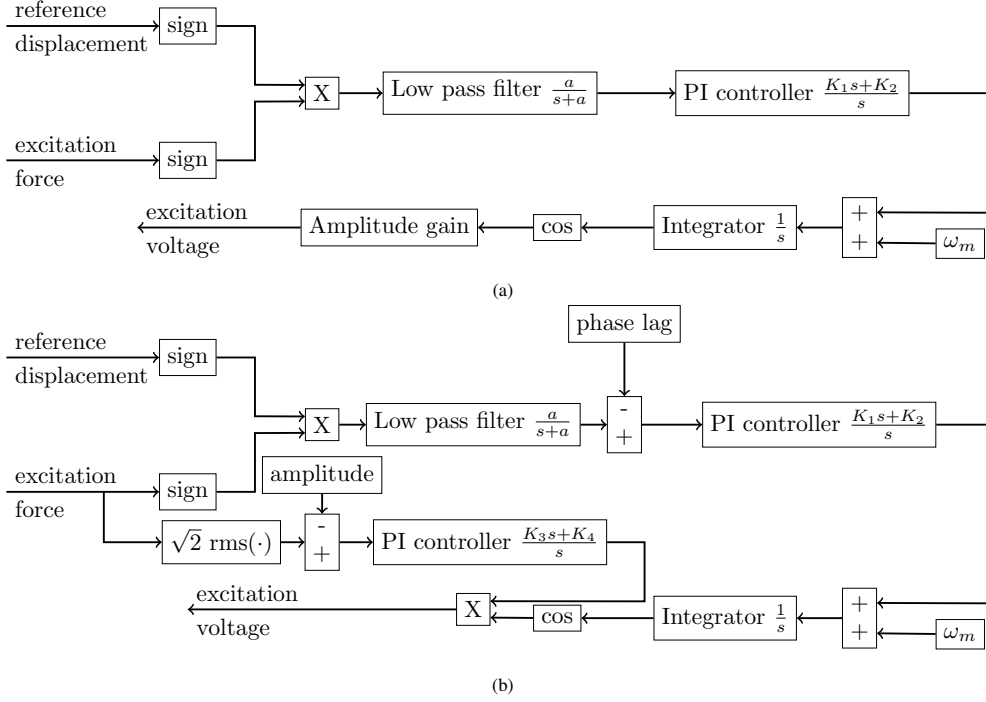 reference
displacement
sign
X
Low pass filter a/(s+a)
PI controller (K₁s+K₂)/s
excitation
force
sign
excitation
voltage
Amplitude gain
cos
Integrator 1/s
+
+
ωₘ
(a)
phase lag
reference
displacement
sign
X
Low pass filter a/(s+a)
-
+
PI controller (K₁s+K₂)/s
excitation
force
sign
amplitude
√2 rms(·)
-
+
PI controller (K₃s+K₄)/s
excitation
voltage
X
cos
Integrator 1/s
+
+
ωₘ
(b)